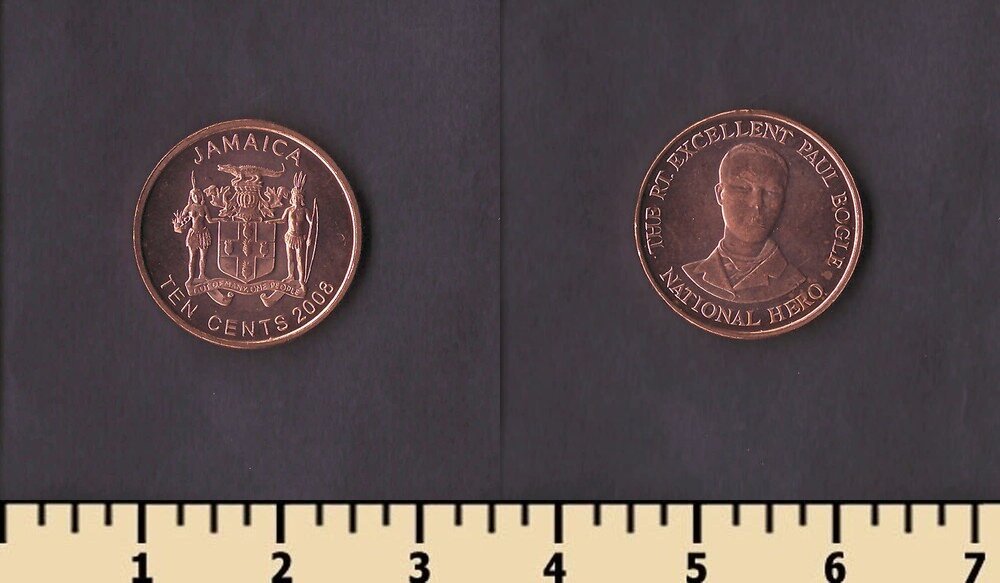 JAMAICA
OUT OF MANY, ONE PEOPLE
TEN CENTS 2008
THE RT. EXCELLENT PAUL BOGLE
NATIONAL HERO
1 2 3 4 5 6 7